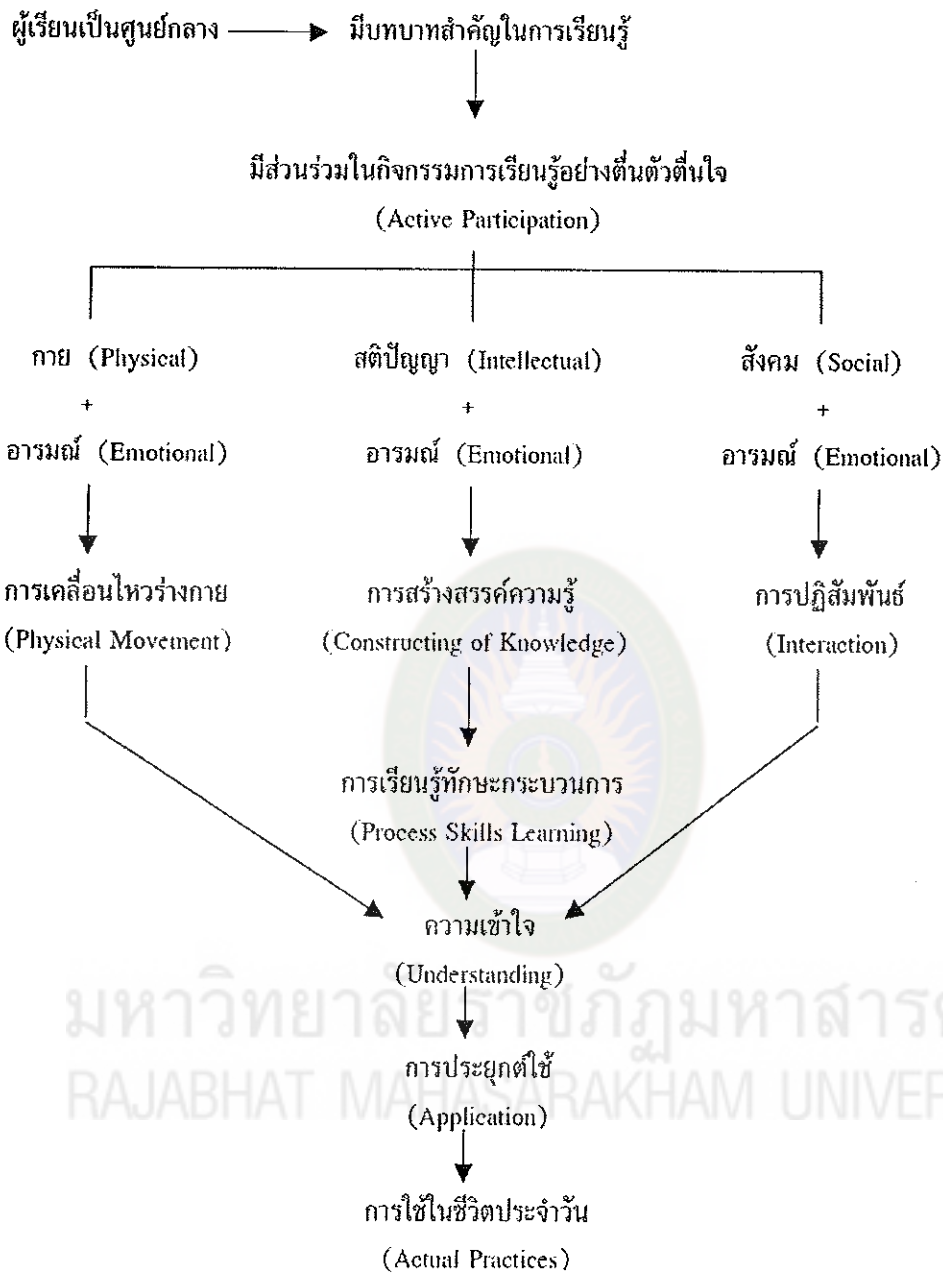 ผู้เรียนเป็นศูนย์กลาง มีบทบาทสำคัญในการเรียนรู้
มีส่วนร่วมในกิจกรรมการเรียนรู้อย่างตื่นตัวตื่นใจ
(Active Participation)
กาย (Physical) สติปัญญา (Intellectual) สังคม (Social)
+ + +
อารมณ์ (Emotional) อารมณ์ (Emotional) อารมณ์ (Emotional)
การเคลื่อนไหวร่างกาย การสร้างสรรค์ความรู้ การปฏิสัมพันธ์
(Physical Movement) (Constructing of Knowledge) (Interaction)
การเรียนรู้ทักษะกระบวนการ
(Process Skills Learning)
ความเข้าใจ
(Understanding)
มหาวิทยาลัยราชภัฏมหาสาร
การประยุกต์ใช้
RAJABHAT MAHASARAKHAM UNIVE
(Application)
การใช้ในชีวิตประจำวัน
(Actual Practices)